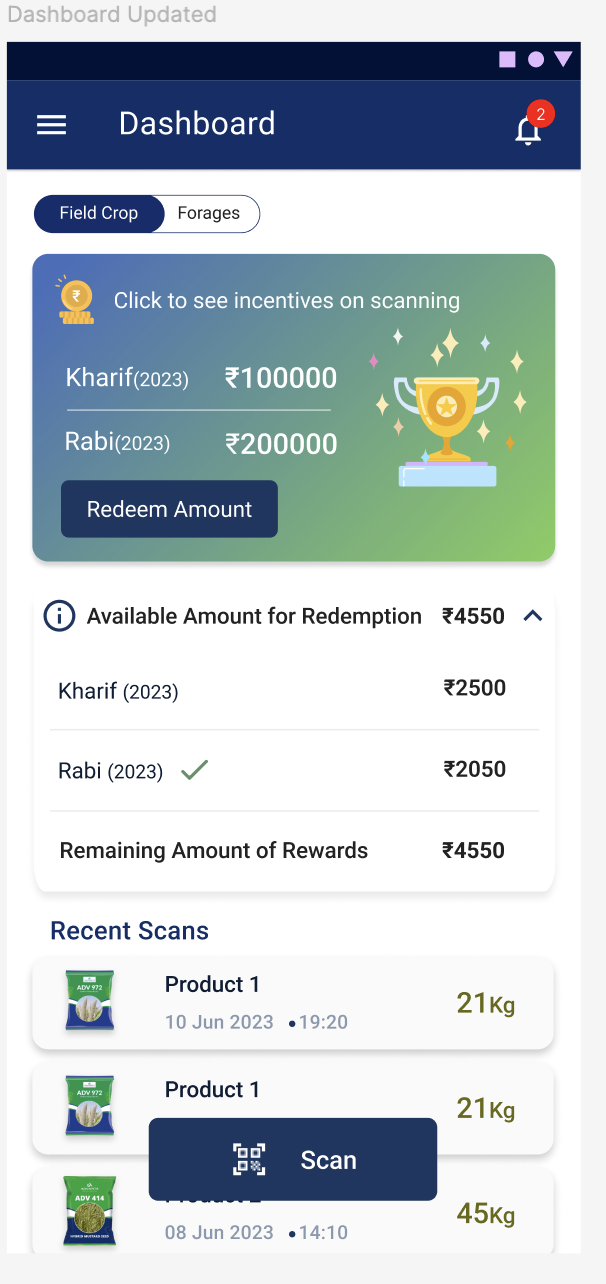 Dashboard Updated
Dashboard
2
Field Crop
Forages
Click to see incentives on scanning
Kharif(2023) ₹100000
Rabi(2023) ₹200000
Redeem Amount
Available Amount for Redemption ₹4550
Kharif (2023) ₹2500
Rabi (2023) ₹2050
Remaining Amount of Rewards ₹4550
Recent Scans
ADV 972
Product 1
10 Jun 2023 •19:20
21Kg
ADV 972
Product 1
21Kg
Scan
ADV 414
HYBRID MUSTARD SEED
08 Jun 2023 •14:10
45Kg